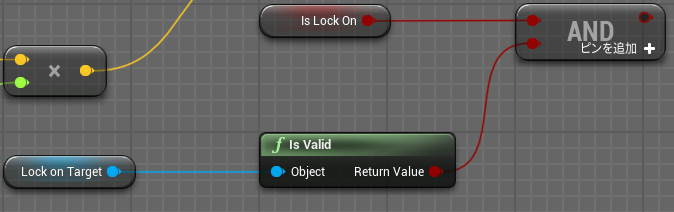 Is Lock On
AND
ピンを追加 +
×
f Is Valid
Lock on Target
Object Return Value